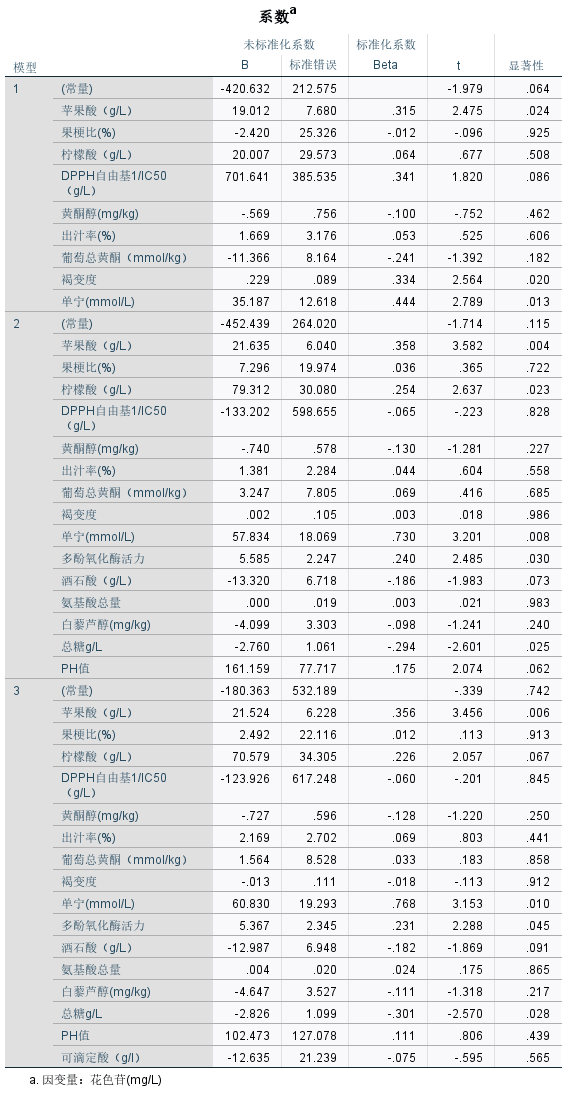 系数a
未标准化系数 标准化系数
模型 B 标准错误 Beta t 显著性
1 (常量) -420.632 212.575 -1.979 .064
苹果酸（g/L） 19.012 7.680 .315 2.475 .024
果梗比(%) -2.420 25.326 -.012 -.096 .925
柠檬酸（g/L） 20.007 29.573 .064 .677 .508
DPPH自由基1/IC50 701.641 385.535 .341 1.820 .086
（g/L）
黄酮醇(mg/kg) -.569 .756 -.100 -.752 .462
出汁率(%) 1.669 3.176 .053 .525 .606
葡萄总黄酮（mmol/kg） -11.366 8.164 -.241 -1.392 .182
褐变度 .229 .089 .334 2.564 .020
单宁(mmol/L) 35.187 12.618 .444 2.789 .013
2 (常量) -452.439 264.020 -1.714 .115
苹果酸（g/L） 21.635 6.040 .358 3.582 .004
果梗比(%) 7.296 19.974 .036 .365 .722
柠檬酸（g/L） 79.312 30.080 .254 2.637 .023
DPPH自由基1/IC50 -133.202 598.655 -.065 -.223 .828
（g/L）
黄酮醇(mg/kg) -.740 .578 -.130 -1.281 .227
出汁率(%) 1.381 2.284 .044 .604 .558
葡萄总黄酮（mmol/kg） 3.247 7.805 .069 .416 .685
褐变度 .002 .105 .003 .018 .986
单宁(mmol/L) 57.834 18.069 .730 3.201 .008
多酚氧化酶活力 5.585 2.247 .240 2.485 .030
酒石酸（g/L） -13.320 6.718 -.186 -1.983 .073
氨基酸总量 .000 .019 .003 .021 .983
白藜芦醇(mg/kg) -4.099 3.303 -.098 -1.241 .240
总糖g/L -2.760 1.061 -.294 -2.601 .025
PH值 161.159 77.717 .175 2.074 .062
3 (常量) -180.363 532.189 -.339 .742
苹果酸（g/L） 21.524 6.228 .356 3.456 .006
果梗比(%) 2.492 22.116 .012 .113 .913
柠檬酸（g/L） 70.579 34.305 .226 2.057 .067
DPPH自由基1/IC50 -123.926 617.248 -.060 -.201 .845
（g/L）
黄酮醇(mg/kg) -.727 .596 -.128 -1.220 .250
出汁率(%) 2.169 2.702 .069 .803 .441
葡萄总黄酮（mmol/kg） 1.564 8.528 .033 .183 .858
褐变度 -.013 .111 -.018 -.113 .912
单宁(mmol/L) 60.830 19.293 .768 3.153 .010
多酚氧化酶活力 5.367 2.345 .231 2.288 .045
酒石酸（g/L） -12.987 6.948 -.182 -1.869 .091
氨基酸总量 .004 .020 .024 .175 .865
白藜芦醇(mg/kg) -4.647 3.527 -.111 -1.318 .217
总糖g/L -2.826 1.099 -.301 -2.570 .028
PH值 102.473 127.078 .111 .806 .439
可滴定酸（g/l） -12.635 21.239 -.075 -.595 .565
a. 因变量：花色苷(mg/L)